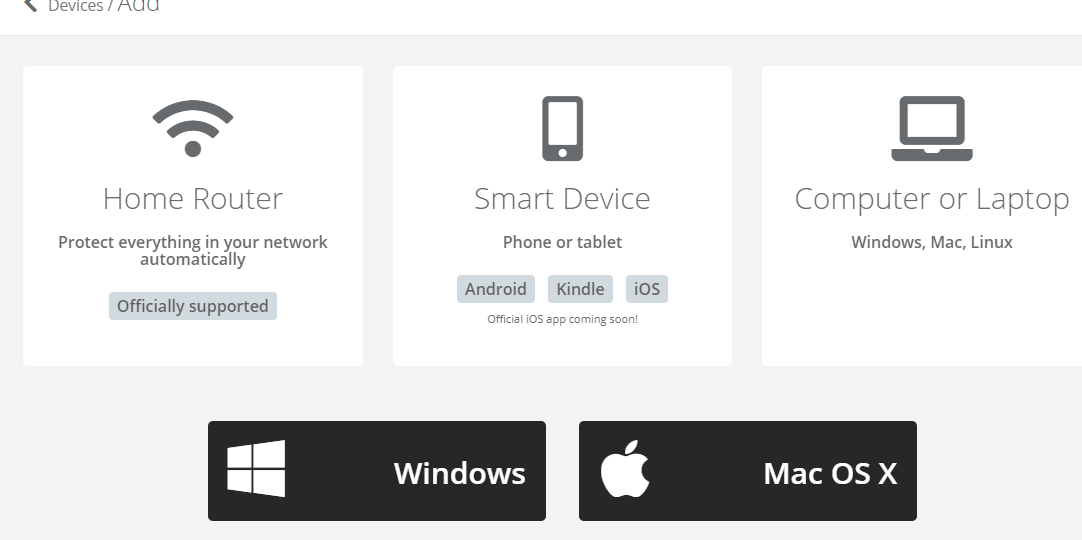 Devices / Add
Home Router
Protect everything in your network
automatically
Officially supported
Smart Device
Phone or tablet
Android Kindle iOS
Official iOS app coming soon!
Computer or Laptop
Windows, Mac, Linux
Windows
Mac OS X